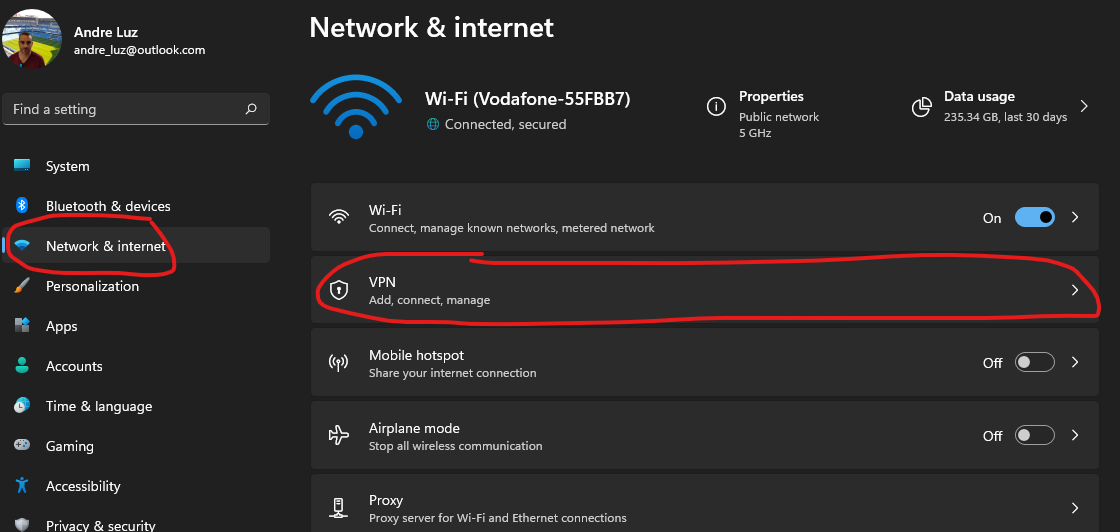 Andre Luz
andre_luz@outlook.com
Find a setting
System
Bluetooth & devices
Network & internet
Personalization
Apps
Accounts
Time & language
Gaming
Accessibility
Privacy & security
Network & internet
Wi-Fi (Vodafone-55FBB7)
Connected, secured
Properties
Public network
5 GHz
Data usage
235.34 GB, last 30 days
Wi-Fi
Connect, manage known networks, metered network
On
VPN
Add, connect, manage
Mobile hotspot
Share your internet connection
Off
Airplane mode
Stop all wireless communication
Off
Proxy
Proxy server for Wi-Fi and Ethernet connections